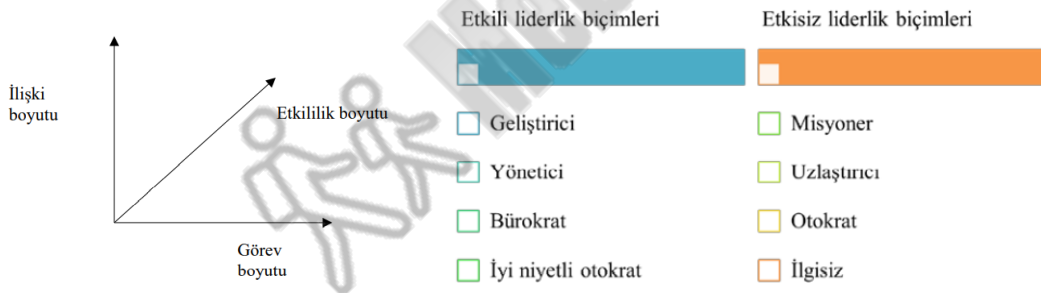 İlişki
boyutu
Etkililik boyutu
Görev
boyutu
Etkili liderlik biçimleri
Geliştirici
Yönetici
Bürokrat
İyi niyetli otokrat
Etkisiz liderlik biçimleri
Misyoner
Uzlaştırıcı
Otokrat
İlgisiz